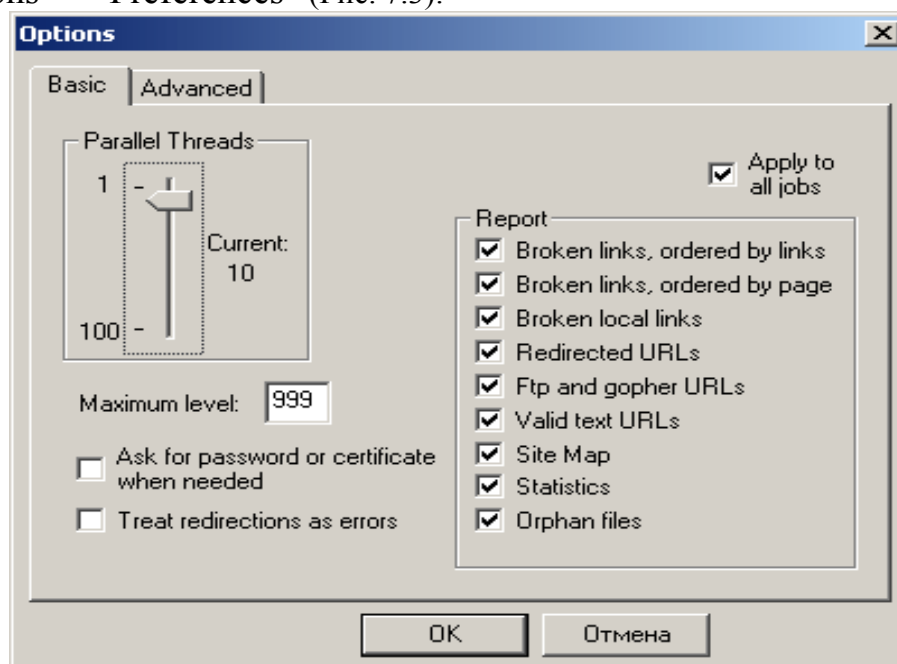 Preferences (Рис. 7.3).
Options
Basic
Advanced
Parallel Threads
1
Current:
10
100
Maximum level: 999
Ask for password or certificate
when needed
Treat redirections as errors
Apply to
all jobs
Report
Broken links, ordered by links
Broken links, ordered by page
Broken local links
Redirected URLs
Ftp and gopher URLs
Valid text URLs
Site Map
Statistics
Orphan files
OK
Отмена